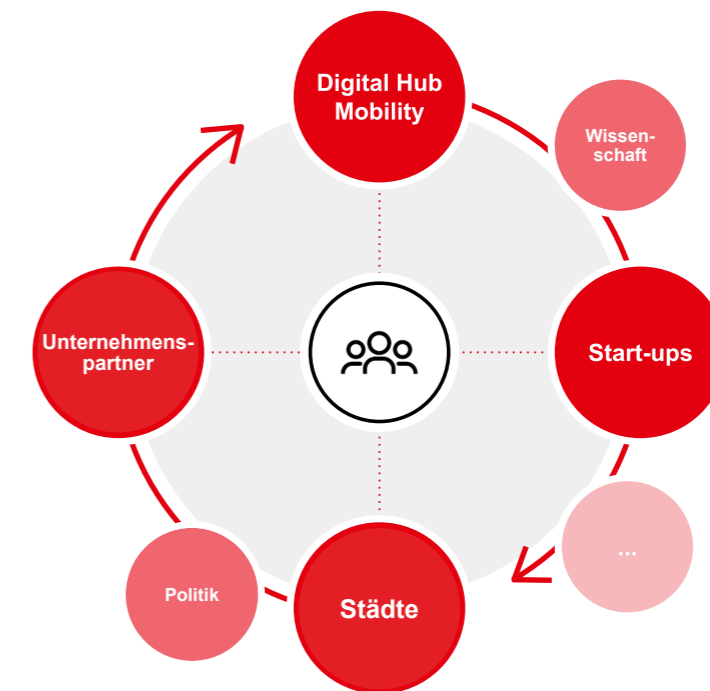 Digital Hub
Mobility
Wissen-
schaft
Unternehmens-
partner
Start-ups
...
Politik
Städte